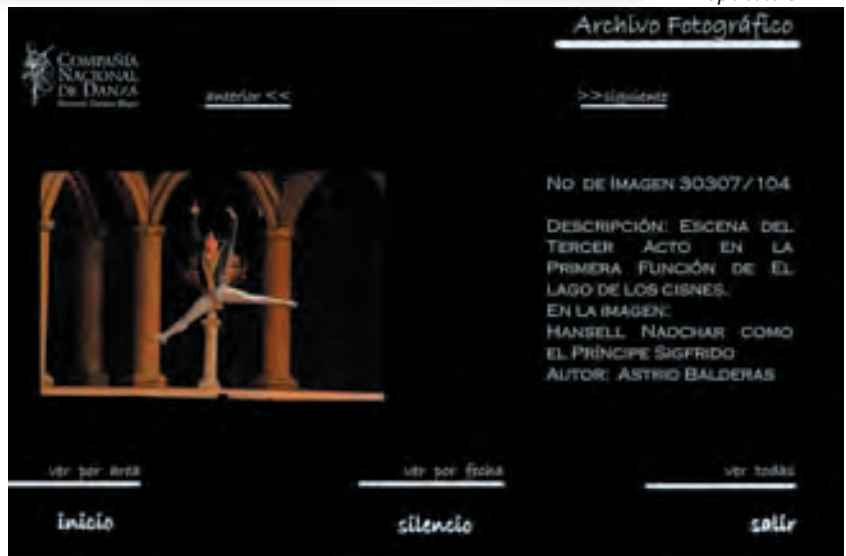 Archivo Fotográfico
COMPAÑÍA
NACIONAL
DE DANZA
anterior <<
>>siguiente
NO DE IMAGEN 30307/104
DESCRIPCIÓN: ESCENA DEL
TERCER ACTO EN LA
PRIMERA FUNCIÓN DE EL
LAGO DE LOS CISNES.
EN LA IMAGEN:
HANSELL NADCHAR COMO
EL PRÍNCIPE SIGFRIDO
AUTOR: ASTRID BALDERAS
ver por area
ver por fecha
ver todas
inicio
silencio
salir